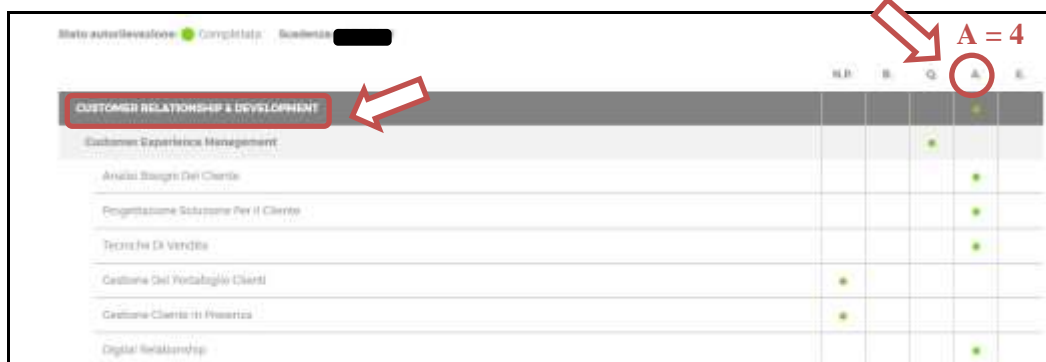 Stato autorilevazione: Completata Scadenza:
A = 4
N.P. B. Q. A. E.
CUSTOMER RELATIONSHIP & DEVELOPMENT
Customer Experience Management
Analisi Bisogni Del Cliente
Progettazione Soluzione Per Il Cliente
Tecniche Di Vendita
Gestione Del Portafoglio Clienti
Gestione Cliente In Presenza
Digital Relationship